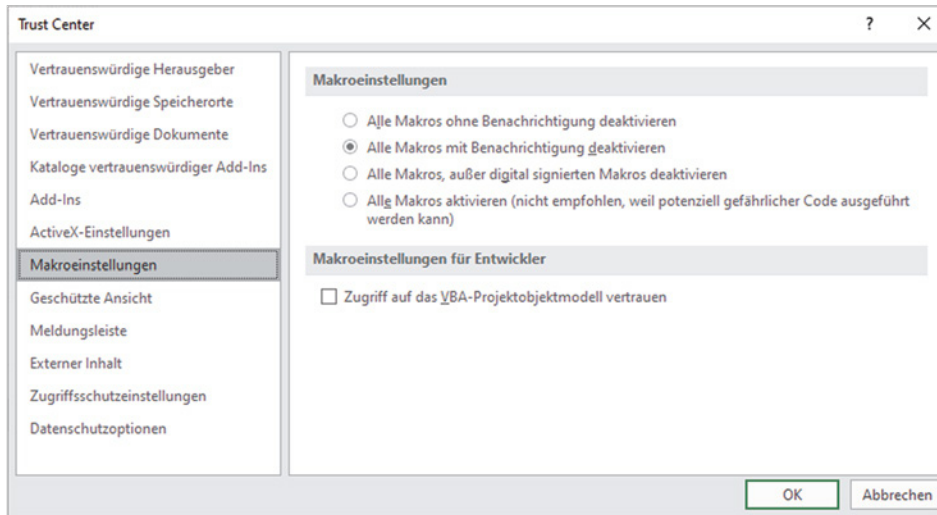 Trust Center
?
Vertrauenswürdige Herausgeber
Vertrauenswürdige Speicherorte
Vertrauenswürdige Dokumente
Kataloge vertrauenswürdiger Add-Ins
Add-Ins
ActiveX-Einstellungen
Makroeinstellungen
Geschützte Ansicht
Meldungsleiste
Externer Inhalt
Zugriffsschutzeinstellungen
Datenschutzoptionen
Makroeinstellungen
Alle Makros ohne Benachrichtigung deaktivieren
Alle Makros mit Benachrichtigung deaktivieren
Alle Makros, außer digital signierten Makros deaktivieren
Alle Makros aktivieren (nicht empfohlen, weil potenziell gefährlicher Code ausgeführt
werden kann)
Makroeinstellungen für Entwickler
Zugriff auf das VBA-Projektobjektmodell vertrauen
OK
Abbrechen